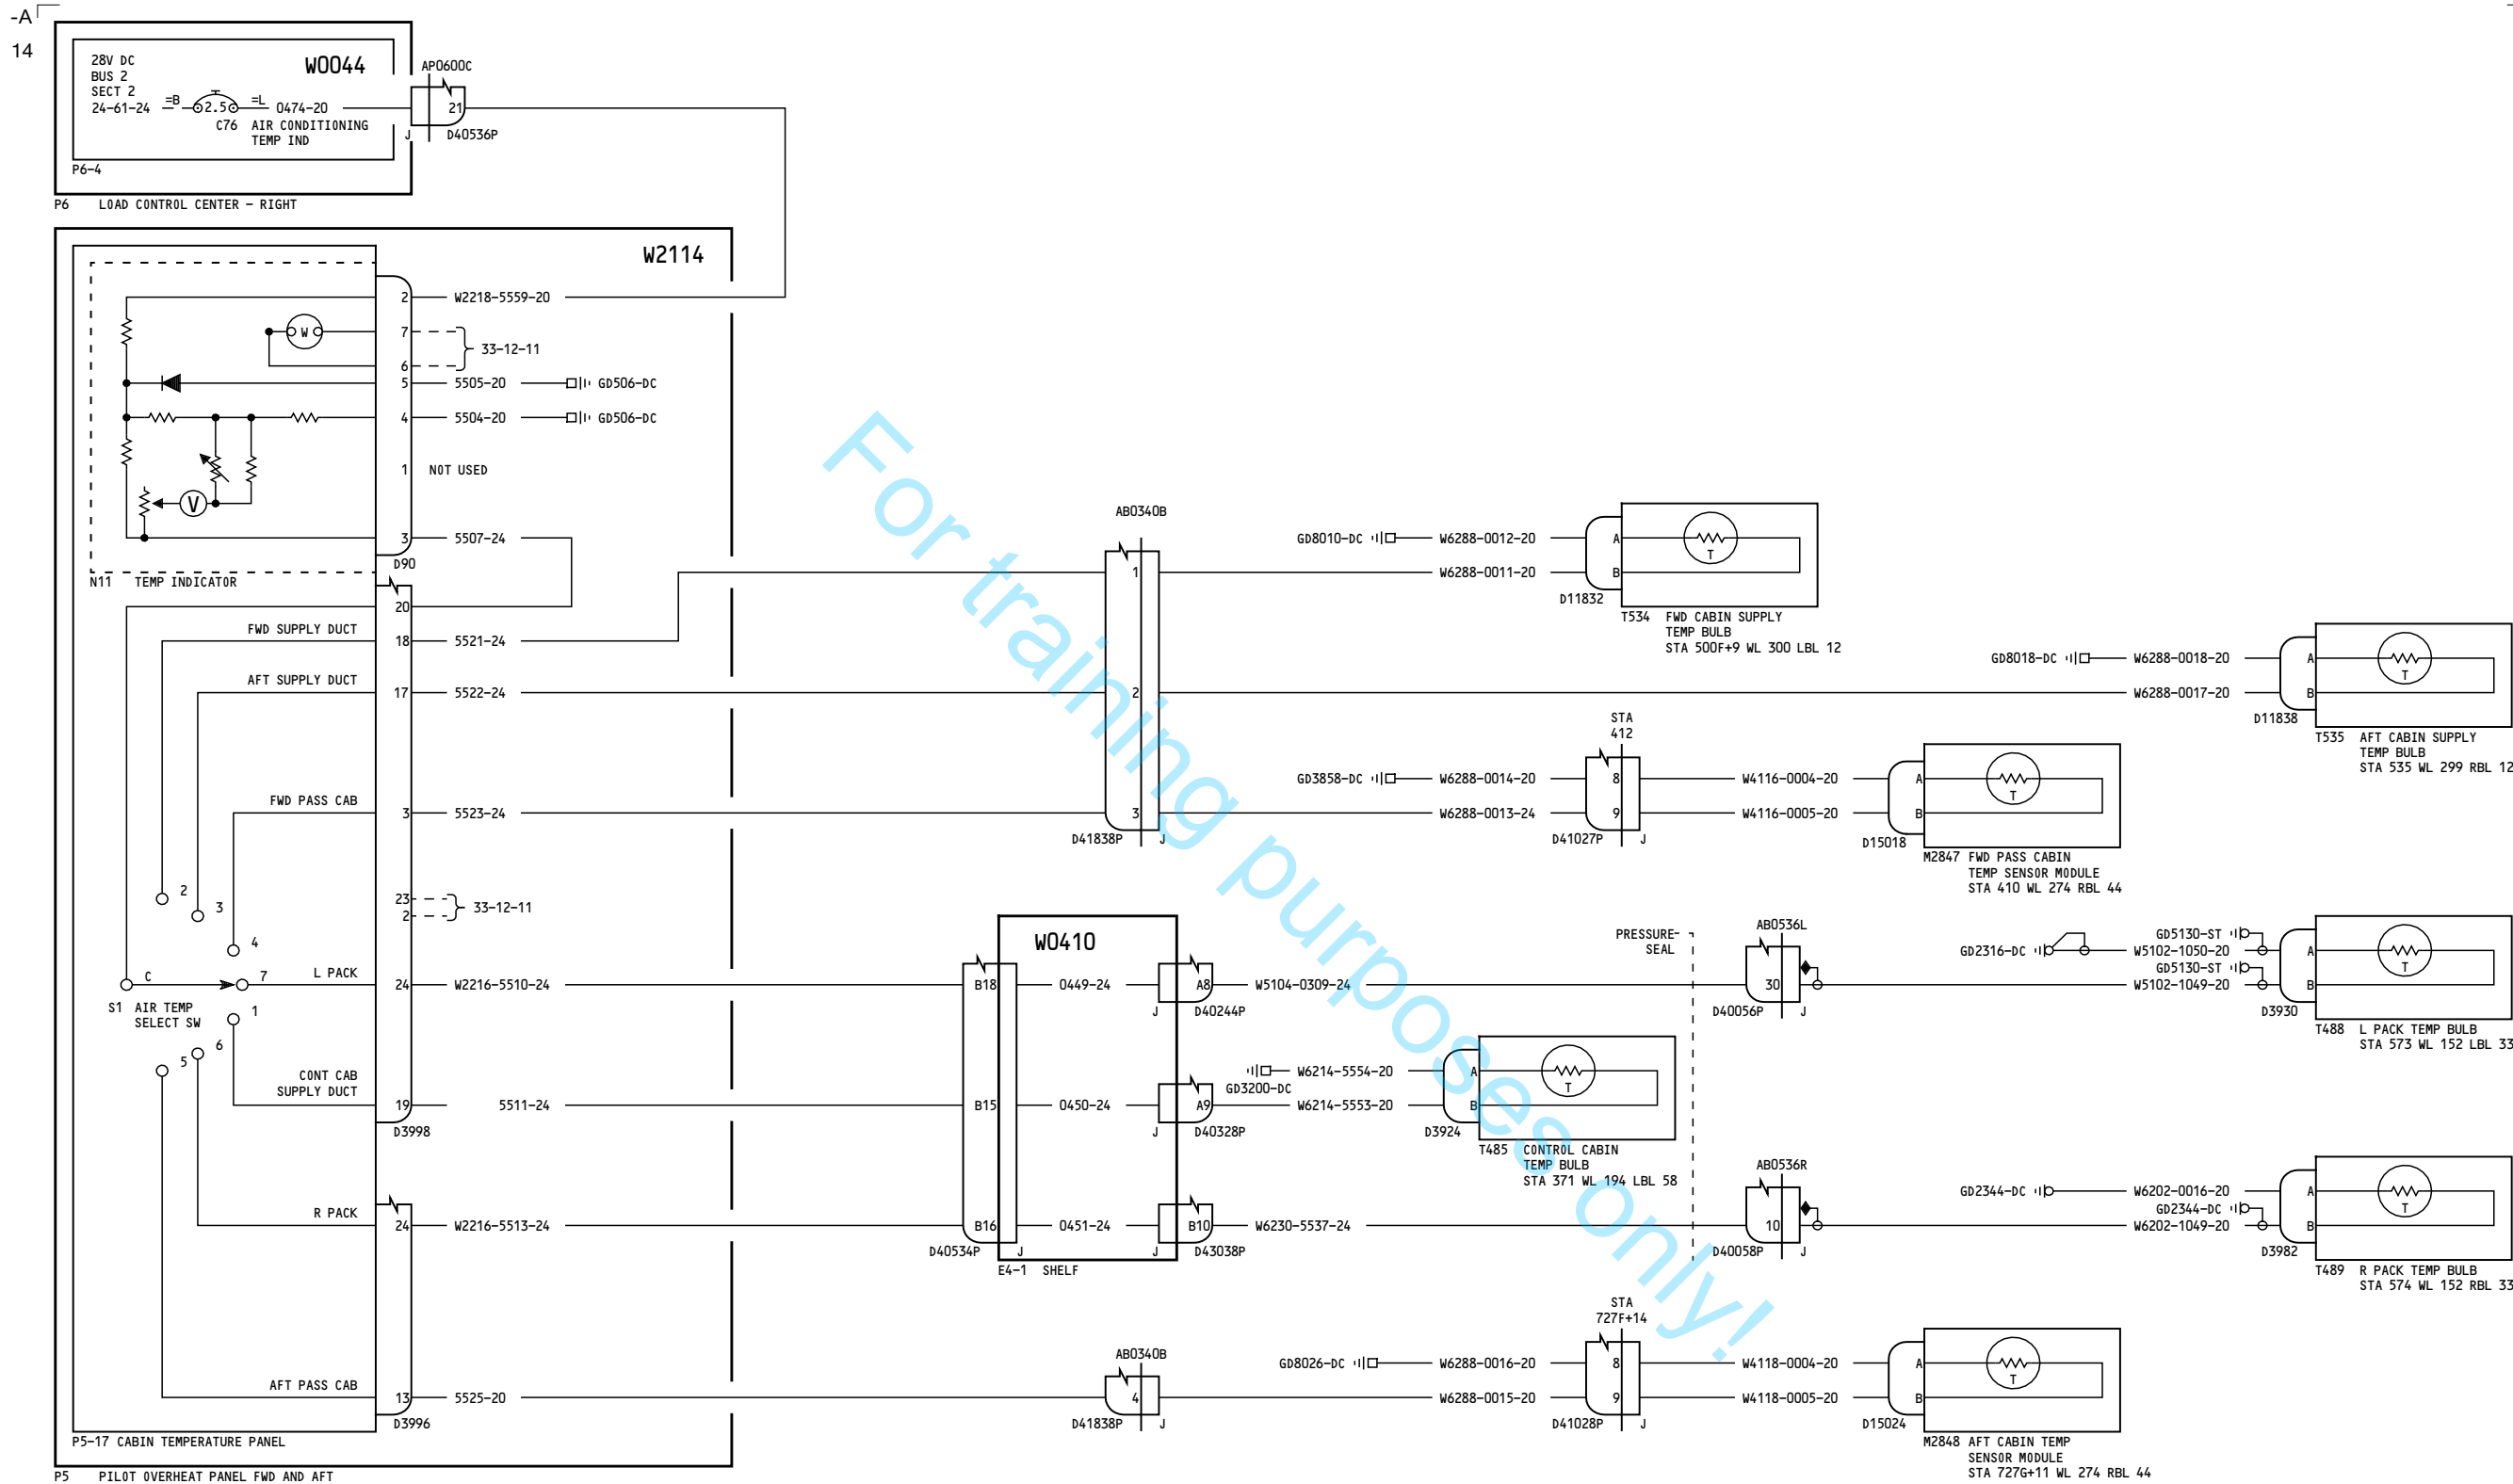 -A
14
28V DC
BUS 2
SECT 2
24-61-24
=B
2.5
=L
0474-20
C76 AIR CONDITIONING
TEMP IND
W0044
AP0600C
21
J
D40536P
P6-4
P6 LOAD CONTROL CENTER - RIGHT
W2114
2
W2218-5559-20
W
7
33-12-11
6
5
5505-20
GD506-DC
4
5504-20
GD506-DC
1
NOT USED
V
3
5507-24
D90
N11 TEMP INDICATOR
20
FWD SUPPLY DUCT
18
5521-24
AFT SUPPLY DUCT
17
5522-24
FWD PASS CAB
3
5523-24
23
2
33-12-11
2
3
4
C
7
L PACK
24
W2216-5510-24
S1 AIR TEMP
SELECT SW
1
6
5
CONT CAB
SUPPLY DUCT
19
5511-24
D3998
R PACK
24
W2216-5513-24
AFT PASS CAB
13
5525-20
D3996
P5-17 CABIN TEMPERATURE PANEL
P5 PILOT OVERHEAT PANEL FWD AND AFT
AB0340B
1
2
3
D41838P
J
GD8010-DC
W6288-0012-20
A
W6288-0011-20
B
T
D11832
T534 FWD CABIN SUPPLY
TEMP BULB
STA 500F+9 WL 300 LBL 12
GD8018-DC
W6288-0018-20
A
W6288-0017-20
B
T
D11838
T535 AFT CABIN SUPPLY
TEMP BULB
STA 535 WL 299 RBL 12
STA
412
GD3858-DC
W6288-0014-20
8
W4116-0004-20
A
W6288-0013-24
9
W4116-0005-20
B
T
D41027P
J
D15018
M2847 FWD PASS CABIN
TEMP SENSOR MODULE
STA 410 WL 274 RBL 44
W0410
B18
0449-24
A8
W5104-0309-24
J
D40244P
PRESSURE-
SEAL
AB0536L
30
D40056P
J
GD2316-DC
GD5130-ST
W5102-1050-20
A
GD5130-ST
W5102-1049-20
B
T
D3930
T488 L PACK TEMP BULB
STA 573 WL 152 LBL 33
B15
0450-24
A9
J
D40328P
W6214-5554-20
GD3200-DC
W6214-5553-20
A
B
T
D3924
T485 CONTROL CABIN
TEMP BULB
STA 371 WL 194 LBL 58
B16
0451-24
B10
W6230-5537-24
D40534P
J
J
D43038P
E4-1 SHELF
AB0536R
10
D40058P
J
GD2344-DC
W6202-0016-20
A
GD2344-DC
W6202-1049-20
B
T
D3982
T489 R PACK TEMP BULB
STA 574 WL 152 RBL 33
AB0340B
4
D41838P
J
STA
727F+14
GD8026-DC
W6288-0016-20
8
W4118-0004-20
A
W6288-0015-20
9
W4118-0005-20
B
T
D41028P
J
D15024
M2848 AFT CABIN TEMP
SENSOR MODULE
STA 727G+11 WL 274 RBL 44
For training purposes only!